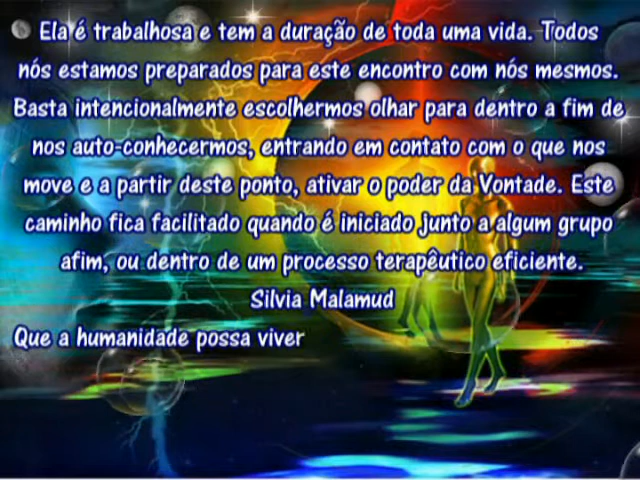 Ela é trabalhosa e tem a duração de toda uma vida. Todos
nós estamos preparados para este encontro com nós mesmos.
Basta intencionalmente escolhermos olhar para dentro a fim de
nos auto-conhecermos, entrando em contato com o que nos
move e a partir deste ponto, ativar o poder da Vontade. Este
caminho fica facilitado quando é iniciado junto a algum grupo
afim, ou dentro de um processo terapêutico eficiente.
Silvia Malamud
Que a humanidade possa viver